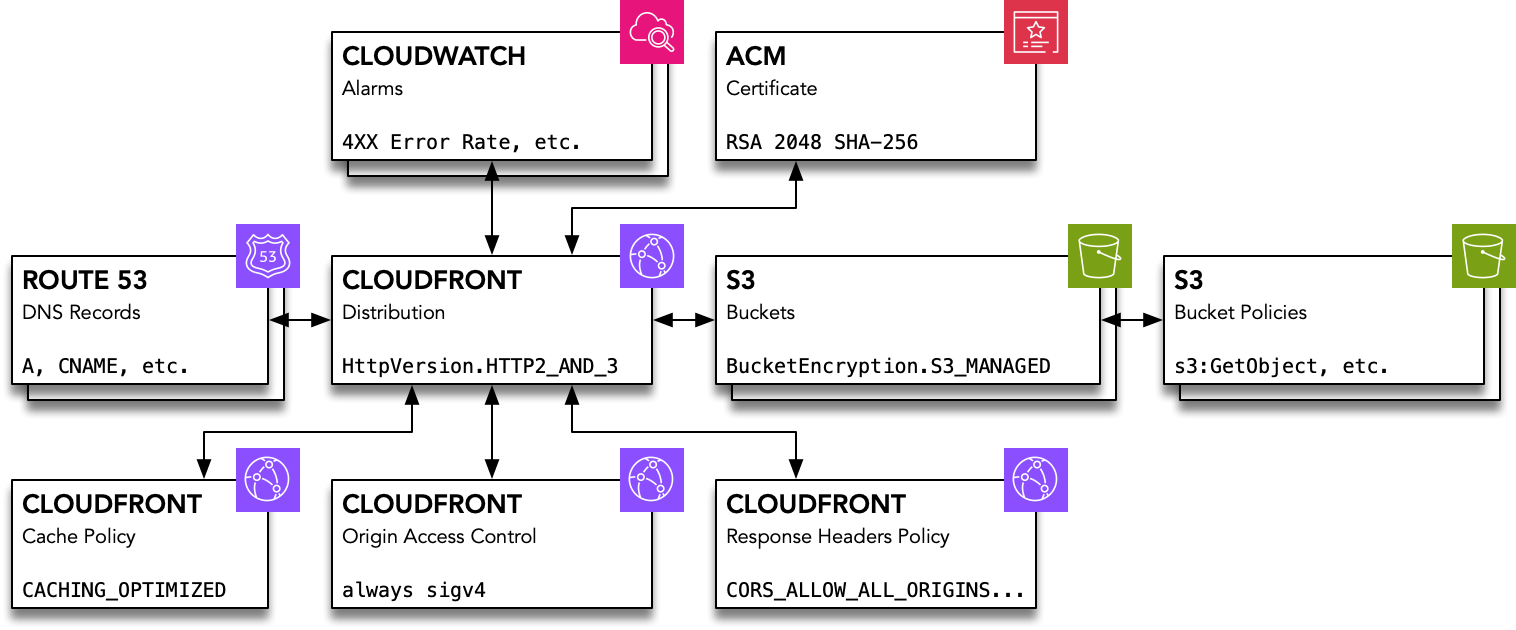 CLOUDWATCH
Alarms
4XX Error Rate, etc.
ACM
Certificate
RSA 2048 SHA-256
ROUTE 53
DNS Records
A, CNAME, etc.
53
CLOUDFRONT
Distribution
HttpVersion.HTTP2_AND_3
S3
Buckets
BucketEncryption.S3_MANAGED
S3
Bucket Policies
s3:GetObject, etc.
CLOUDFRONT
Cache Policy
CACHING_OPTIMIZED
CLOUDFRONT
Origin Access Control
always sigv4
CLOUDFRONT
Response Headers Policy
CORS_ALLOW_ALL_ORIGINS...